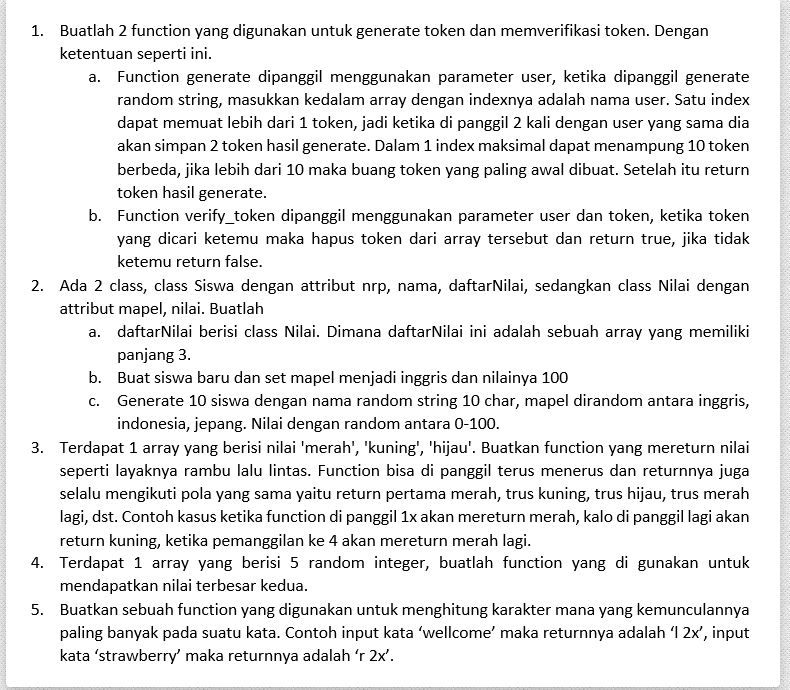 1. Buatlah 2 function yang digunakan untuk generate token dan memverifikasi token. Dengan
ketentuan seperti ini.
a. Function generate dipanggil menggunakan parameter user, ketika dipanggil generate
random string, masukkan kedalam array dengan indexnya adalah nama user. Satu index
dapat memuat lebih dari 1 token, jadi ketika di panggil 2 kali dengan user yang sama dia
akan simpan 2 token hasil generate. Dalam 1 index maksimal dapat menampung 10 token
berbeda, jika lebih dari 10 maka buang token yang paling awal dibuat. Setelah itu return
token hasil generate.
b. Function verify_token dipanggil menggunakan parameter user dan token, ketika token
yang dicari ketemu maka hapus token dari array tersebut dan return true, jika tidak
ketemu return false.
2. Ada 2 class, class Siswa dengan attribut nrp, nama, daftarNilai, sedangkan class Nilai dengan
attribut mapel, nilai. Buatlah
a. daftarNilai berisi class Nilai. Dimana daftarNilai ini adalah sebuah array yang memiliki
panjang 3.
b. Buat siswa baru dan set mapel menjadi inggris dan nilainya 100
c. Generate 10 siswa dengan nama random string 10 char, mapel dirandom antara inggris,
indonesia, jepang. Nilai dengan random antara 0-100.
3. Terdapat 1 array yang berisi nilai 'merah', 'kuning', 'hijau'. Buatkan function yang mereturn nilai
seperti layaknya rambu lalu lintas. Function bisa di panggil terus menerus dan returnnya juga
selalu mengikuti pola yang sama yaitu return pertama merah, trus kuning, trus hijau, trus merah
lagi, dst. Contoh kasus ketika function di panggil 1x akan mereturn merah, kalo di panggil lagi akan
return kuning, ketika pemanggilan ke 4 akan mereturn merah lagi.
4. Terdapat 1 array yang berisi 5 random integer, buatlah function yang di gunakan untuk
mendapatkan nilai terbesar kedua.
5. Buatkan sebuah function yang digunakan untuk menghitung karakter mana yang kemunculannya
paling banyak pada suatu kata. Contoh input kata ‘wellcome’ maka returnnya adalah ‘l 2x’, input
kata ‘strawberry’ maka returnnya adalah ‘r 2x’.